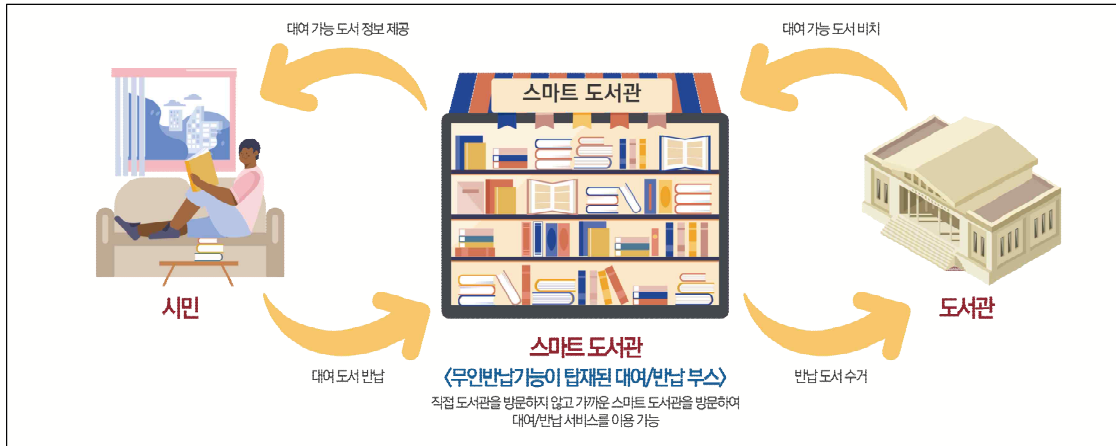 대여 가능 도서 정보 제공
대여 가능 도서 비치
스마트 도서관
시민
도서관
스마트 도서관
<무인반납기능이 탑재된 대여/반납 부스>
대여 도서 반납
반납 도서 수거
직접 도서관을 방문하지 않고 가까운 스마트 도서관을 방문하여
대여/반납 서비스를 이용 가능